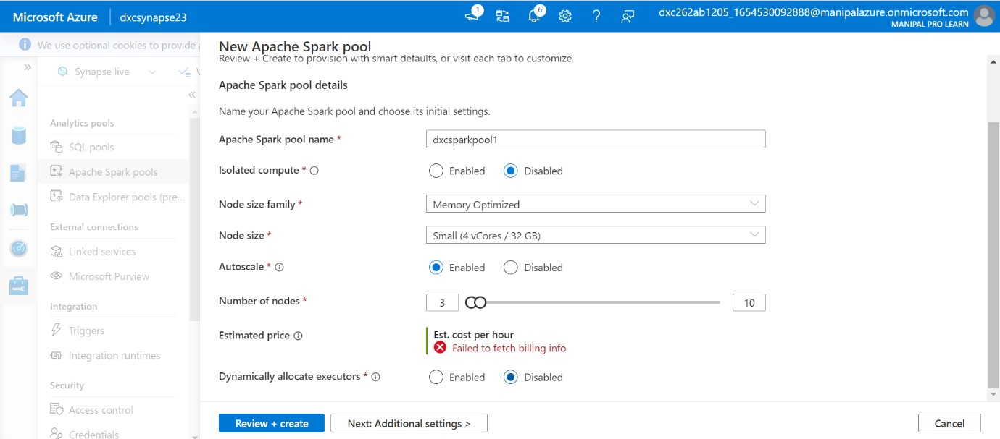 Microsoft Azure dxcsynapse23
1
6
dxc262ab1205_1654530092888@manipalazure.onmicrosoft.com
MANIPAL PRO LEARN
We use optional cookies to provide
Synapse live
Analytics pools
SQL pools
Apache Spark pools
Data Explorer pools (pre...
External connections
Linked services
Microsoft Purview
Integration
Triggers
Integration runtimes
Security
Access control
Credentials
New Apache Spark pool
Review + Create to provision with smart defaults, or visit each tab to customize.
Apache Spark pool details
Name your Apache Spark pool and choose its initial settings.
Apache Spark pool name * dxcsparkpool1
Isolated compute * Enabled Disabled
Node size family * Memory Optimized
Node size * Small (4 vCores / 32 GB)
Autoscale * Enabled Disabled
Number of nodes * 3 10
Estimated price Est. cost per hour
Failed to fetch billing info
Dynamically allocate executors * Enabled Disabled
Review + create Next: Additional settings > Cancel